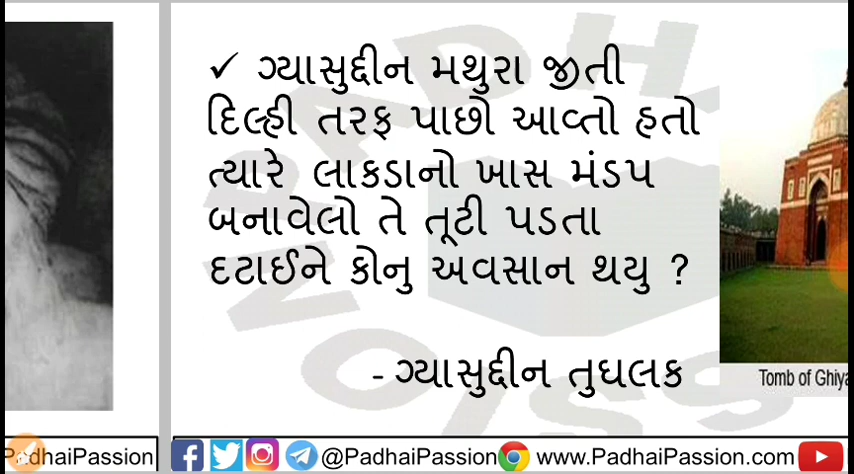 ✓ ગ્યાસુદ્દીન મથુરા જીતી
દિલ્હી તરફ પાછો આવ્તો હતો
ત્યારે લાકડાનો ખાસ મંડપ
બનાવેલો તે તૂટી પડતા
દટાઈને કોનુ અવસાન થયુ ?
- ગ્યાસુદ્દીન તુઘલક
Tomb of Ghiya
PadhaiPassion
@PadhaiPassion www.PadhaiPassion.com